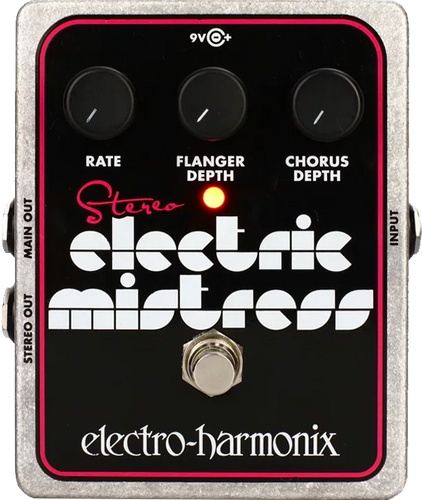 9V - +
RATE
FLANGER
DEPTH
CHORUS
DEPTH
Stereo
electric
mistress
MAIN OUT
STEREO OUT
INPUT
electro-harmonix